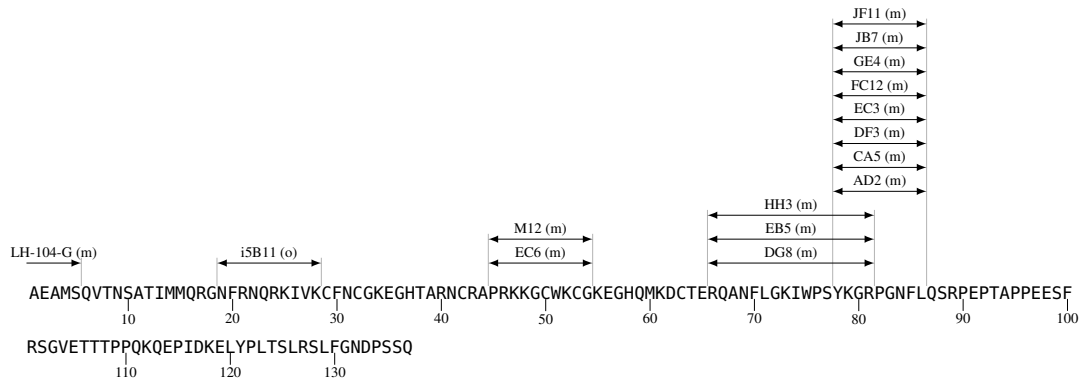 JF11 (m)
JB7 (m)
GE4 (m)
FC12 (m)
EC3 (m)
DF3 (m)
CA5 (m)
AD2 (m)
HH3 (m)
M12 (m) EB5 (m)
LH-104-G (m) i5B11 (o) EC6 (m) DG8 (m)
AEAMSQVTNSATIMMQRGNFRNQRKIVKCFNCGKEGHTARNCRAPRKKGCWKCGKEGHQMKDCTERQANFLGKIWPSYKGRPGNFLQSRPEPTAPPEESF
10 20 30 40 50 60 70 80 90 100
RSGVETTTPPQKQEPIDKELYPLTSLRSLFGNDPSSQ
110 120 130